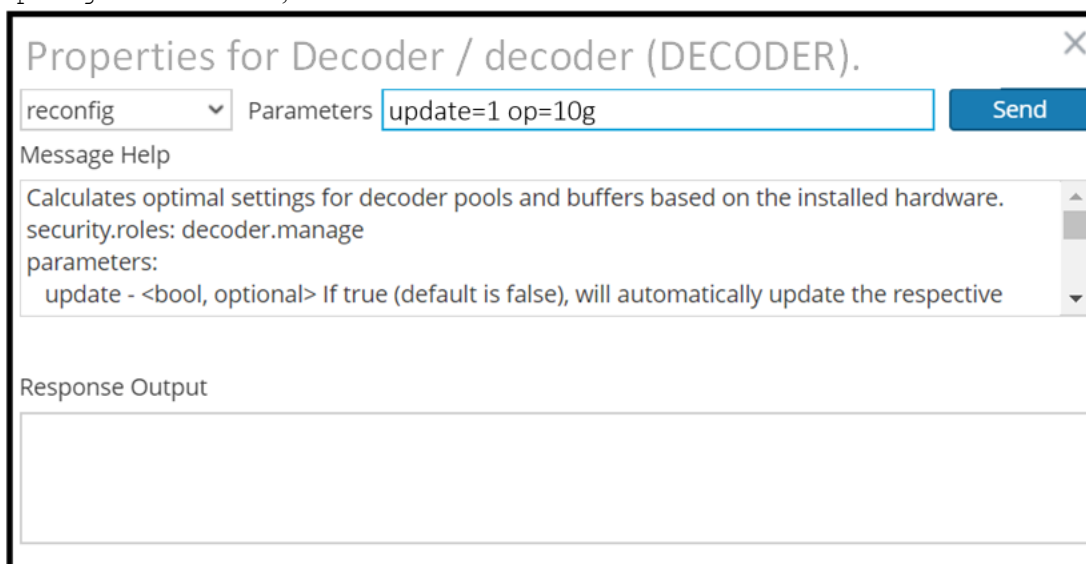 Properties for Decoder / decoder (DECODER).
reconfig Parameters update=1 op=10g Send
Message Help
Calculates optimal settings for decoder pools and buffers based on the installed hardware.
security.roles: decoder.manage
parameters:
update - <bool, optional> If true (default is false), will automatically update the respective
Response Output